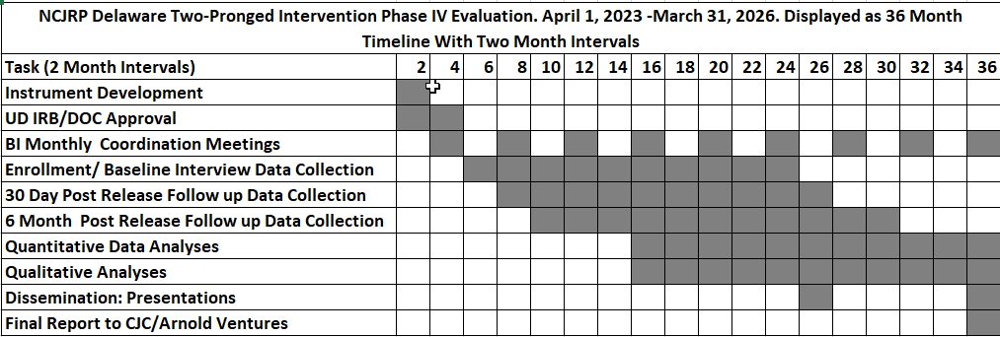 NCJRP Delaware Two-Pronged Intervention Phase IV Evaluation. April 1, 2023 -March 31, 2026. Displayed as 36 Month
Timeline With Two Month Intervals
Task (2 Month Intervals) 2 4 6 8 10 12 14 16 18 20 22 24 26 28 30 32 34 36
Instrument Development
UD IRB/DOC Approval
BI Monthly Coordination Meetings
Enrollment/ Baseline Interview Data Collection
30 Day Post Release Follow up Data Collection
6 Month Post Release Follow up Data Collection
Quantitative Data Analyses
Qualitative Analyses
Dissemination: Presentations
Final Report to CJC/Arnold Ventures